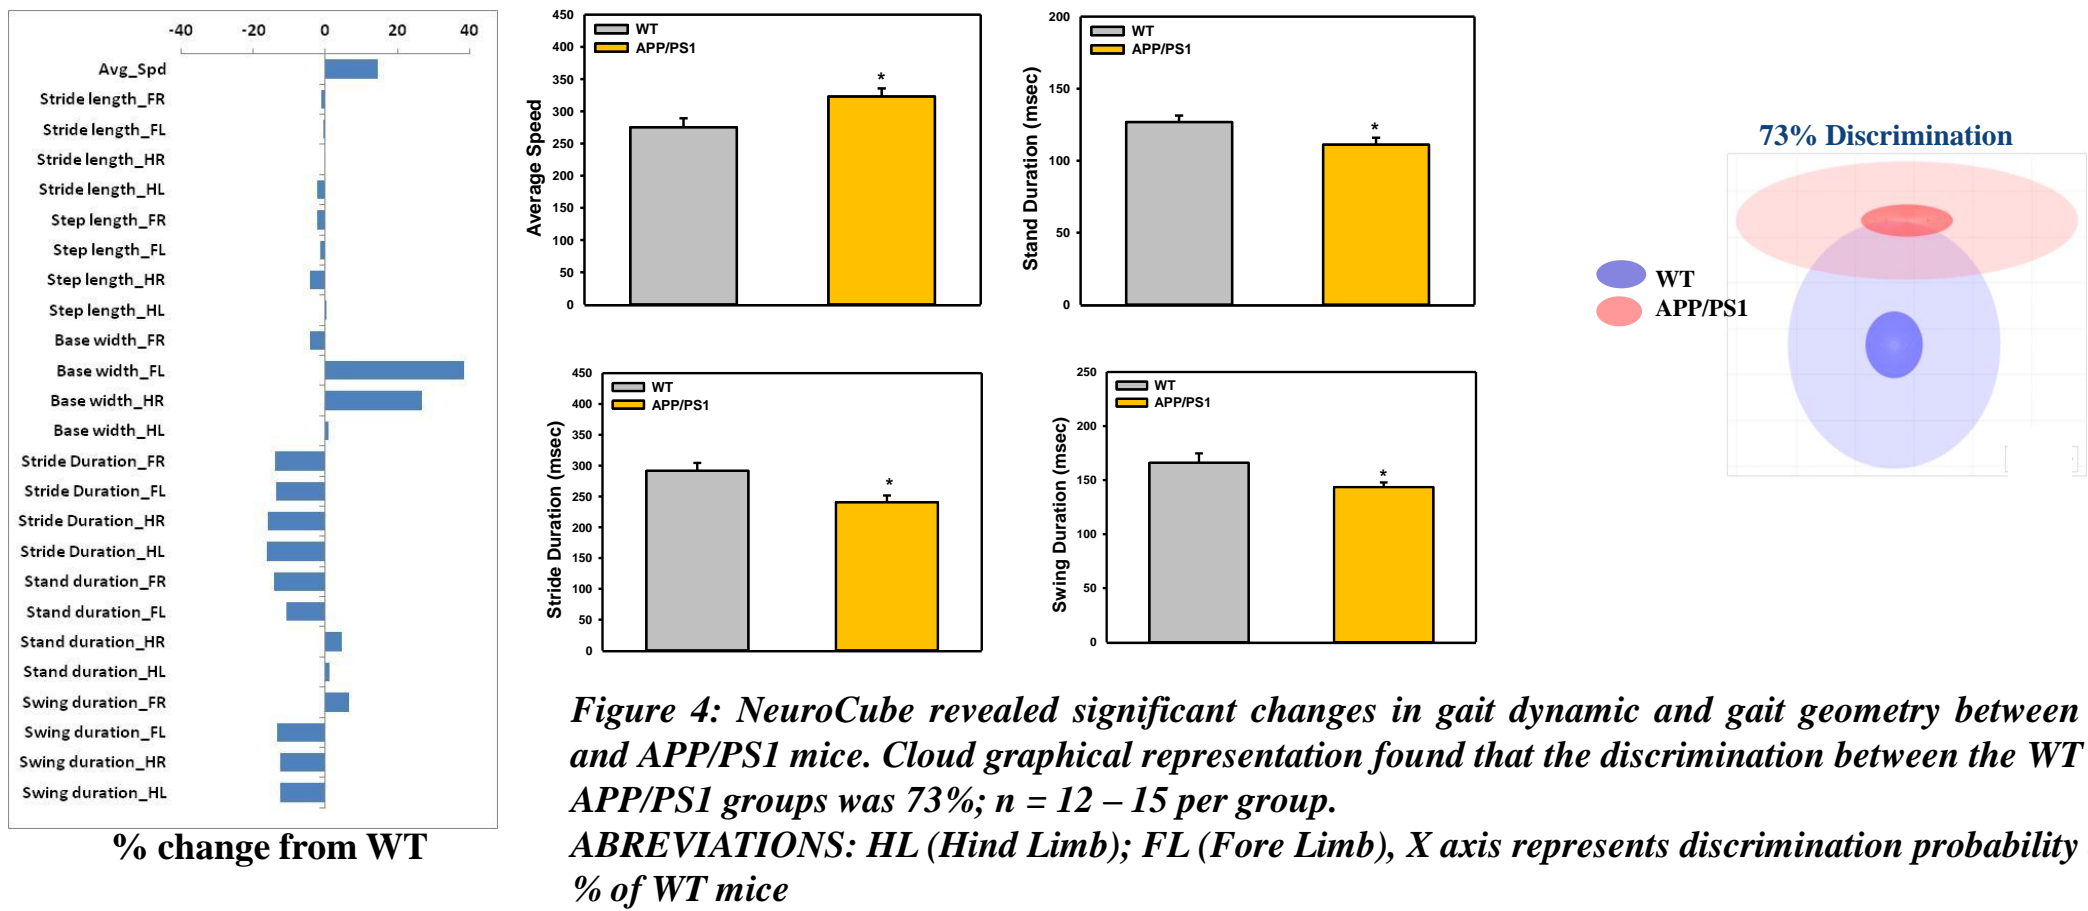 -40 -20 0 20 40
Avg_Spd
Stride length_FR
Stride length_FL
Stride length_HR
Stride length_HL
Step length_FR
Step length_FL
Step length_HR
Step length_HL
Base width_FR
Base width_FL
Base width_HR
Base width_HL
Stride Duration_FR
Stride Duration_FL
Stride Duration_HR
Stride Duration_HL
Stand duration_FR
Stand duration_FL
Stand duration_HR
Stand duration_HL
Swing duration_FR
Swing duration_FL
Swing duration_HR
Swing duration_HL
% change from WT
Average Speed
450
400
350
300
250
200
150
100
50
0
WT
APP/PS1
*
Stand Duration (msec)
200
150
100
50
0
WT
APP/PS1
*
Stride Duration (msec)
450
400
350
300
250
200
150
100
50
0
WT
APP/PS1
*
Swing Duration (msec)
250
200
150
100
50
0
WT
APP/PS1
*
73% Discrimination
WT
APP/PS1
Figure 4: NeuroCube revealed significant changes in gait dynamic and gait geometry between
and APP/PS1 mice. Cloud graphical representation found that the discrimination between the WT
APP/PS1 groups was 73%; n = 12 – 15 per group.
ABREVIATIONS: HL (Hind Limb); FL (Fore Limb), X axis represents discrimination probability
% of WT mice